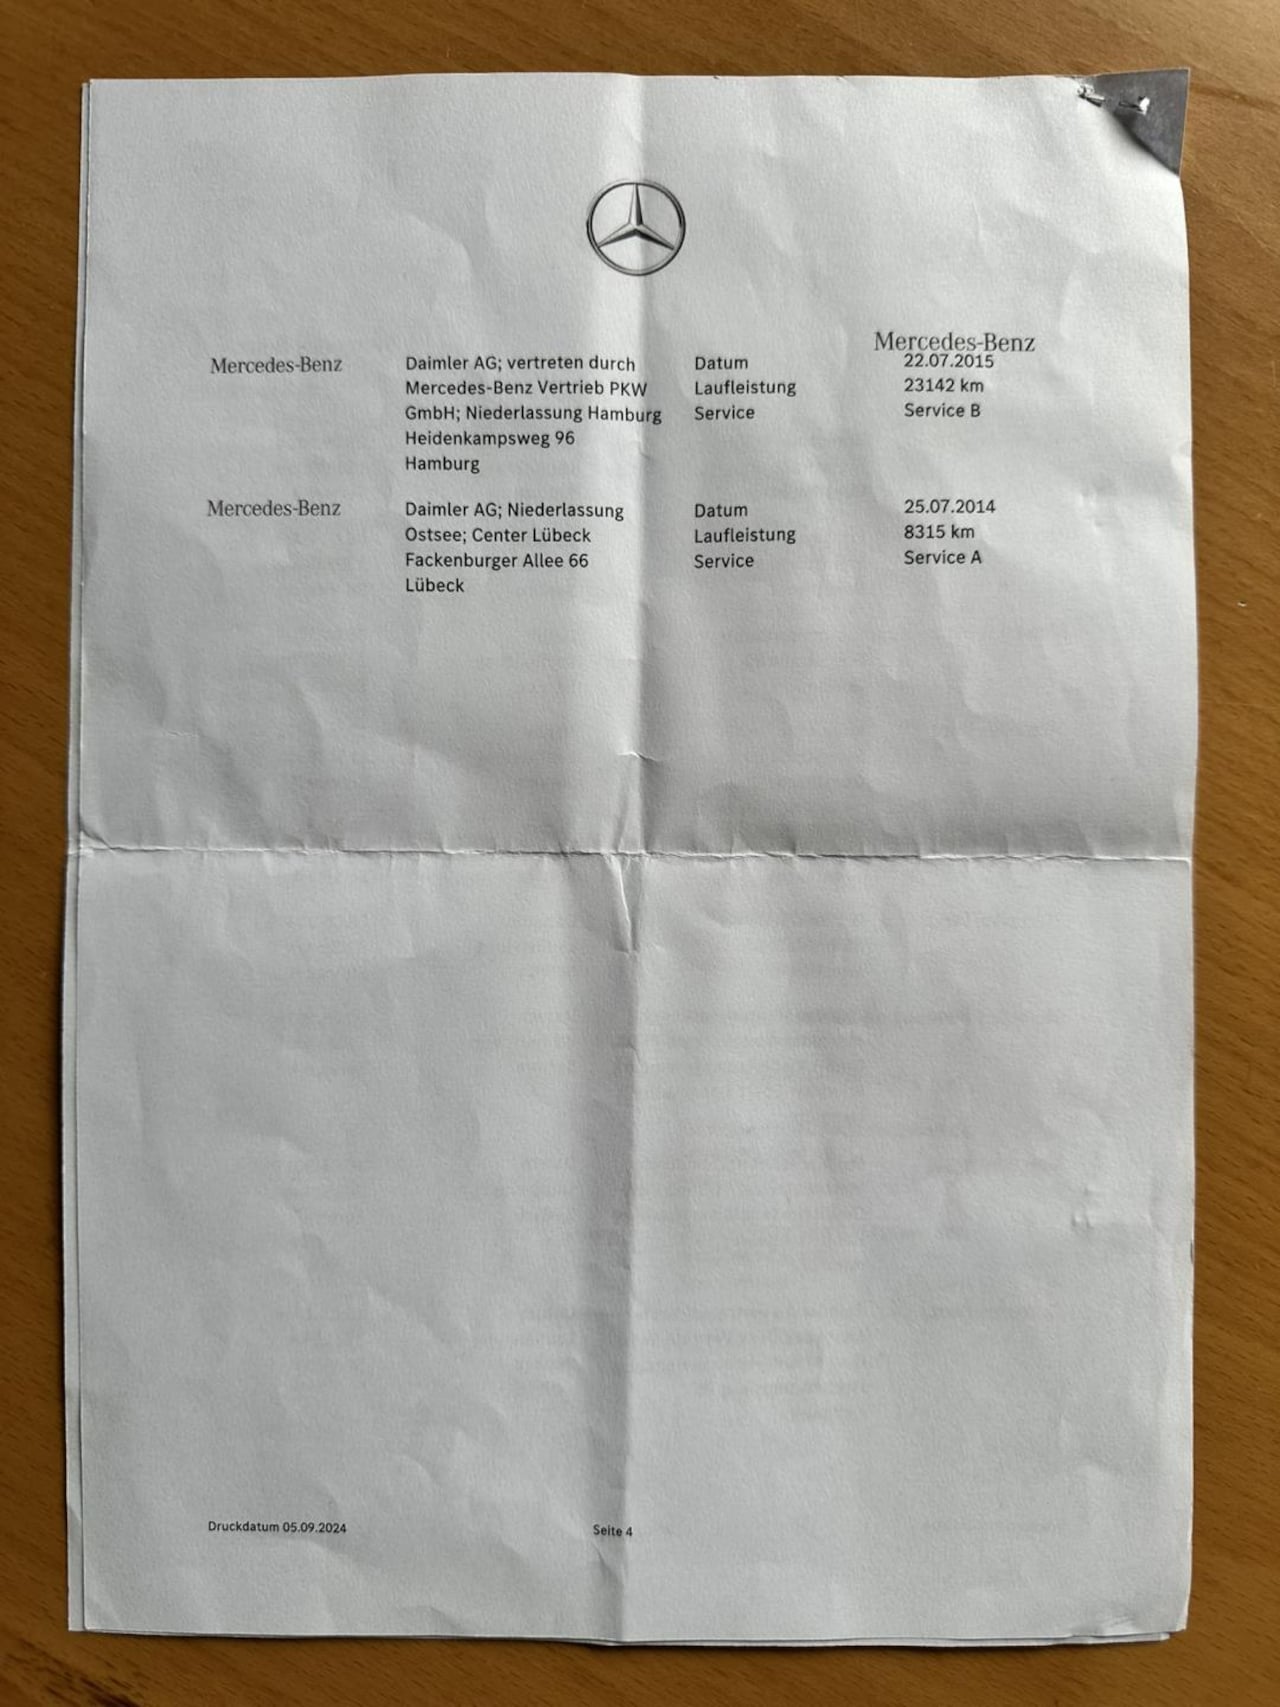 Mercedes-Benz
Mercedes-Benz Daimler AG; vertreten durch Datum 22.07.2015
Mercedes-Benz Vertrieb PKW Laufleistung 23142 km
GmbH; Niederlassung Hamburg Service Service B
Heidenkampsweg 96
Hamburg
Mercedes-Benz Daimler AG; Niederlassung Datum 25.07.2014
Ostsee; Center Lübeck Laufleistung 8315 km
Fackenburger Allee 66 Service Service A
Lübeck
Druckdatum 05.09.2024 Seite 4